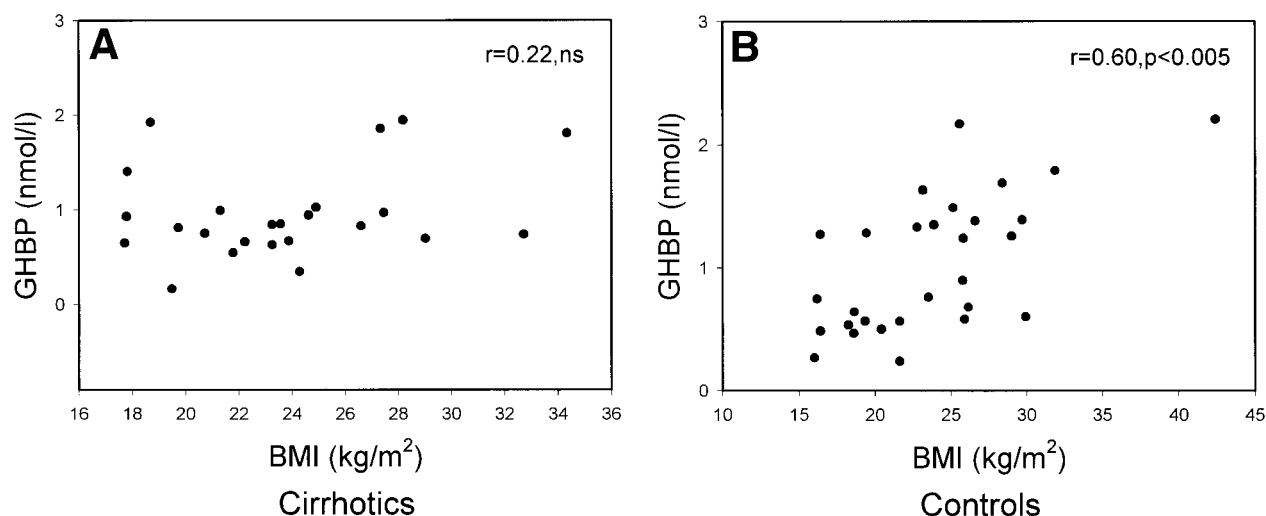 A
r=0.22,ns
3
2
1
0
GHBP (nmol/l)
16 18 20 22 24 26 28 30 32 34 36
BMI (kg/m²)
Cirrhotics
B
r=0.60,p<0.005
3
2
1
0
GHBP (nmol/l)
10 15 20 25 30 35 40 45
BMI (kg/m²)
Controls